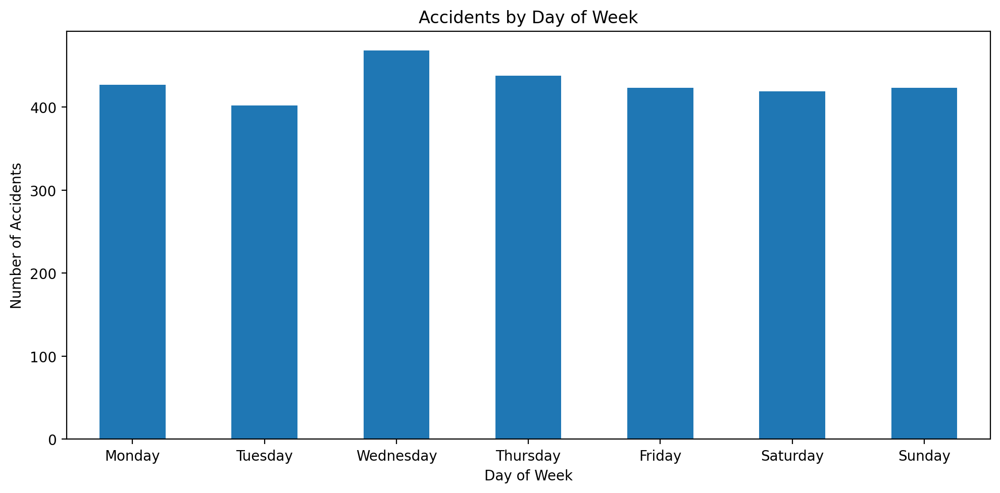 Accidents by Day of Week
Number of Accidents
400
300
200
100
0
Monday Tuesday Wednesday Thursday Friday Saturday Sunday
Day of Week